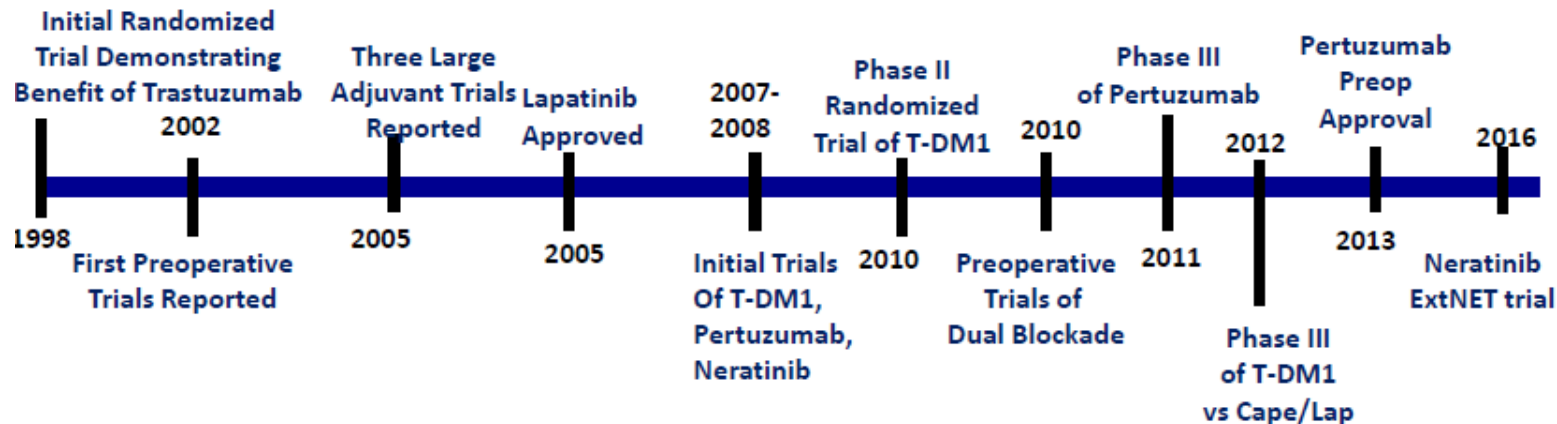 Initial Randomized
Trial Demonstrating
Benefit of Trastuzumab
1998
2002
First Preoperative
Trials Reported
Three Large
Adjuvant Trials
Reported
2005
Lapatinib
Approved
2005
2007-
2008
Initial Trials
Of T-DM1,
Pertuzumab,
Neratinib
Phase II
Randomized
Trial of T-DM1
2010
2010
Preoperative
Trials of
Dual Blockade
Phase III
of Pertuzumab
2011
2012
Phase III
of T-DM1
vs Cape/Lap
Pertuzumab
Preop
Approval
2013
2016
Neratinib
ExtNET trial